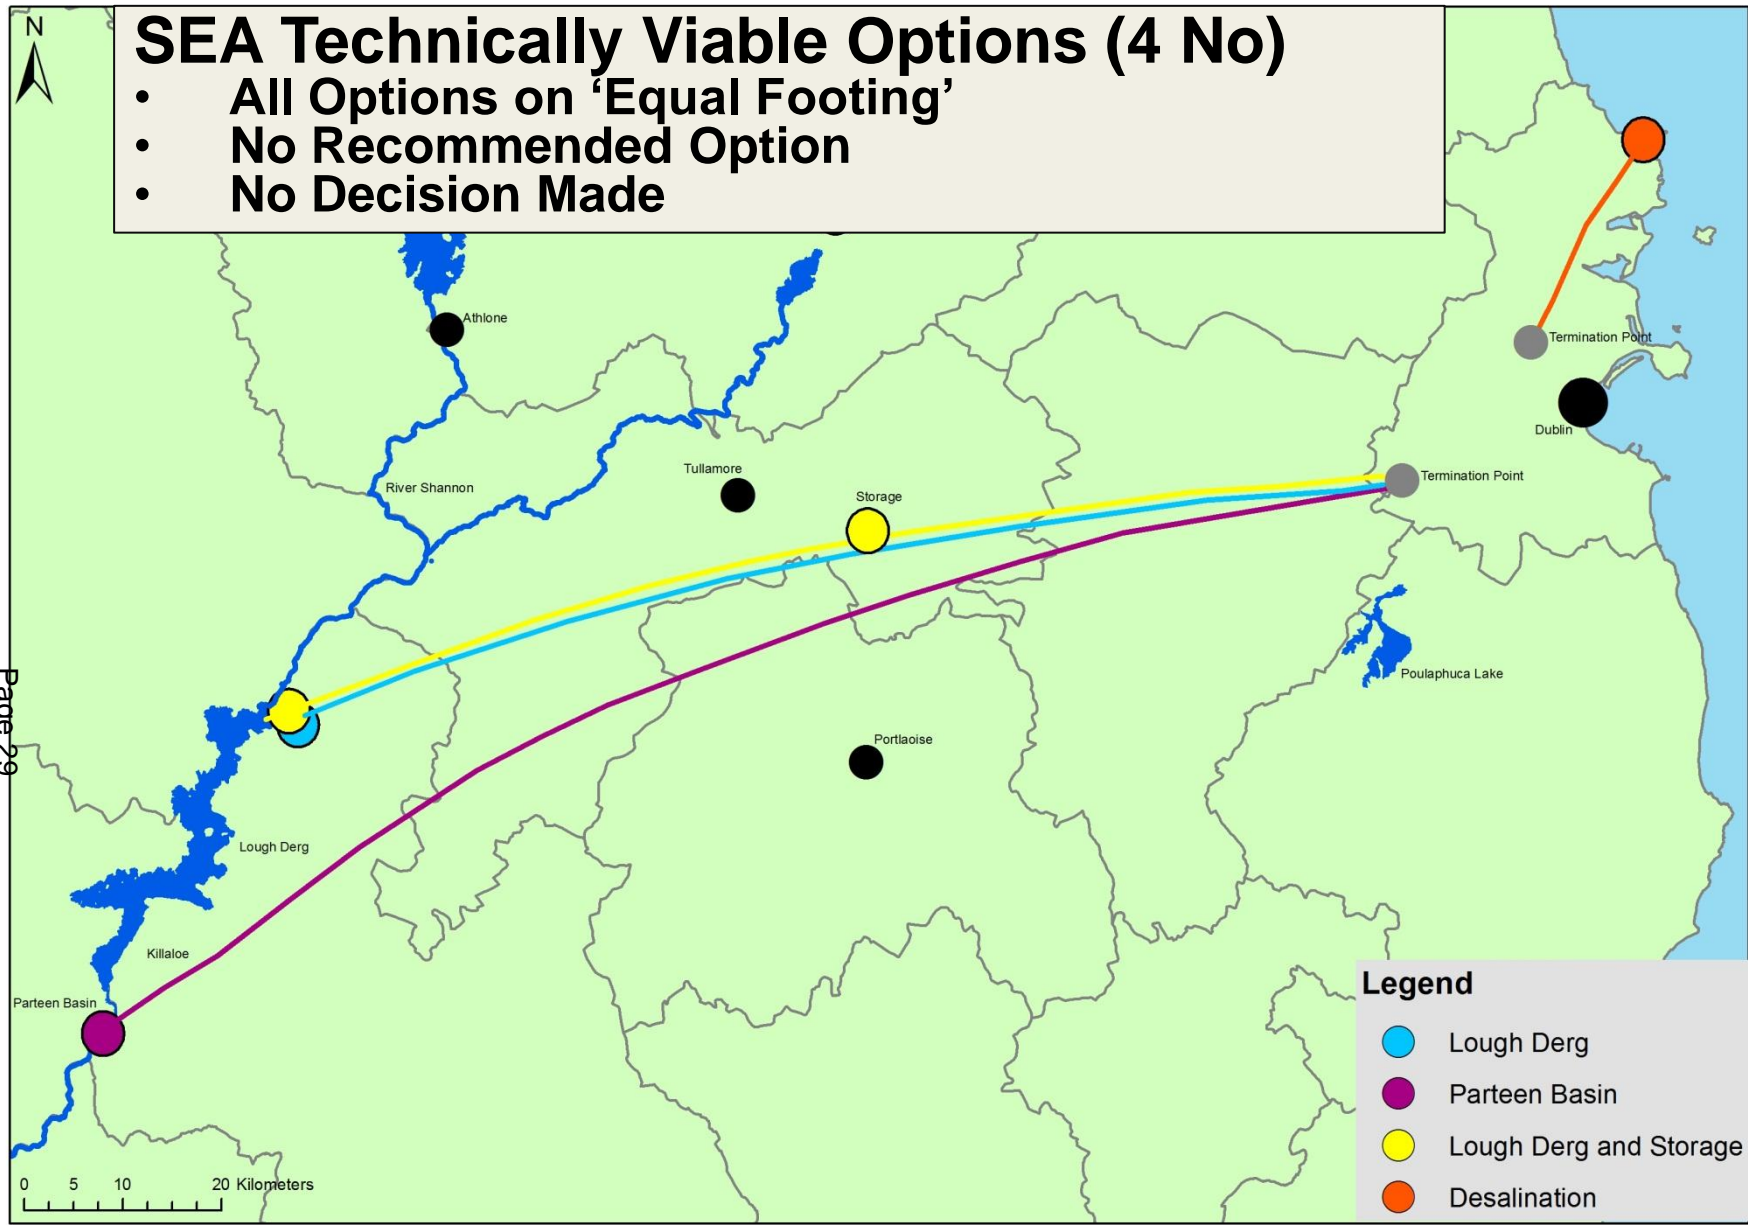 N
SEA Technically Viable Options (4 No)
• All Options on ‘Equal Footing’
• No Recommended Option
• No Decision Made
Athlone
Termination Point
Dublin
Tullamore
River Shannon
Storage
Termination Point
Poulaphuca Lake
Page 29
Portlaoise
Lough Derg
Killaloe
Parteen Basin
0 5 10 20 Kilometers
Legend
Lough Derg
Parteen Basin
Lough Derg and Storage
Desalination